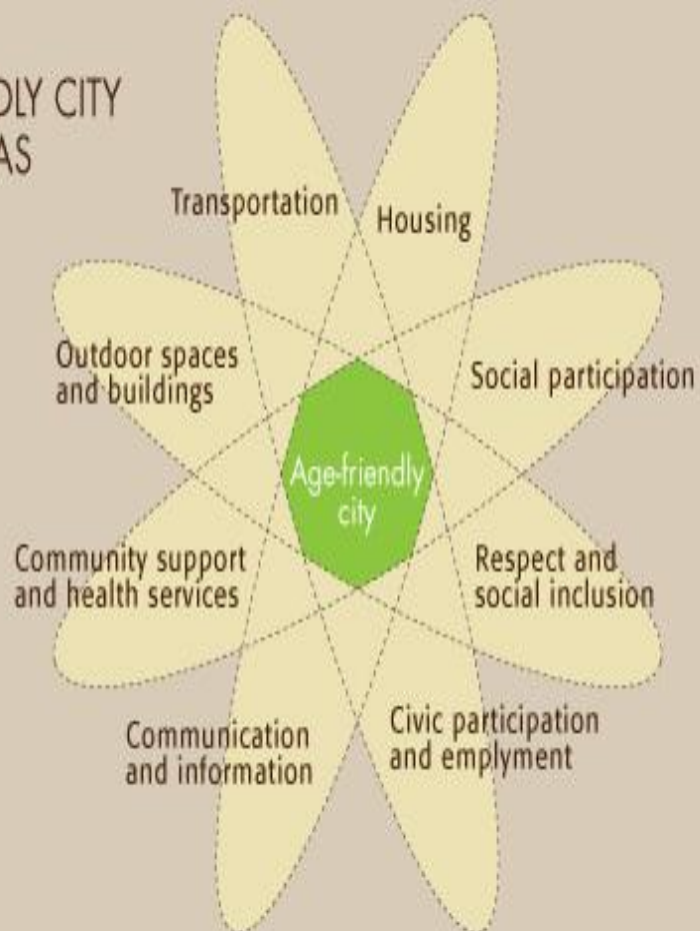 DLY CITY
AS
Transportation
Housing
Outdoor spaces
and buildings
Social participation
Age-friendly
city
Community support
and health services
Respect and
social inclusion
Communication
and information
Civic participation
and emplyment